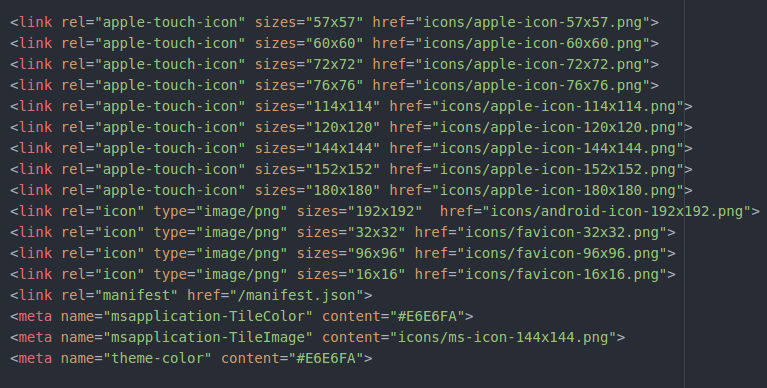 <link rel="apple-touch-icon" sizes="57x57" href="icons/apple-icon-57x57.png">
<link rel="apple-touch-icon" sizes="60x60" href="icons/apple-icon-60x60.png">
<link rel="apple-touch-icon" sizes="72x72" href="icons/apple-icon-72x72.png">
<link rel="apple-touch-icon" sizes="76x76" href="icons/apple-icon-76x76.png">
<link rel="apple-touch-icon" sizes="114x114" href="icons/apple-icon-114x114.png">
<link rel="apple-touch-icon" sizes="120x120" href="icons/apple-icon-120x120.png">
<link rel="apple-touch-icon" sizes="144x144" href="icons/apple-icon-144x144.png">
<link rel="apple-touch-icon" sizes="152x152" href="icons/apple-icon-152x152.png">
<link rel="apple-touch-icon" sizes="180x180" href="icons/apple-icon-180x180.png">
<link rel="icon" type="image/png" sizes="192x192"  href="icons/android-icon-192x192.png">
<link rel="icon" type="image/png" sizes="32x32" href="icons/favicon-32x32.png">
<link rel="icon" type="image/png" sizes="96x96" href="icons/favicon-96x96.png">
<link rel="icon" type="image/png" sizes="16x16" href="icons/favicon-16x16.png">
<link rel="manifest" href="/manifest.json">
<meta name="msapplication-TileColor" content="#E6E6FA">
<meta name="msapplication-TileImage" content="icons/ms-icon-144x144.png">
<meta name="theme-color" content="#E6E6FA">